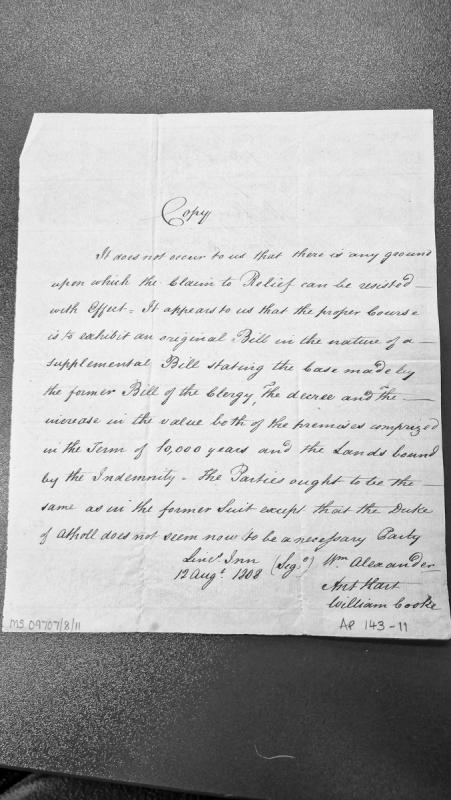 Copy
It does not occur to us that there is any ground
upon which the Claim to Relief can be resisted —
with Effect = It appears to us that the proper Course
is to exhibit an original Bill in the nature of a —
supplemental Bill stating the Case made by
the former Bill of the Clergy The decree and The —
increase in the value both of the premises comprized
in the Term of 10,000 years and the Lands bound
by the Indemnity = The Parties ought to be the —
same as in the former Suit except that the Duke
of Atholl does not seem now to be a necessary Party
Lincs. Inn (Sigd.) Wm Alexander
12 Augt. 1808
Ant Hart
William Cooke
MS 09707/8/11
AP 143-11